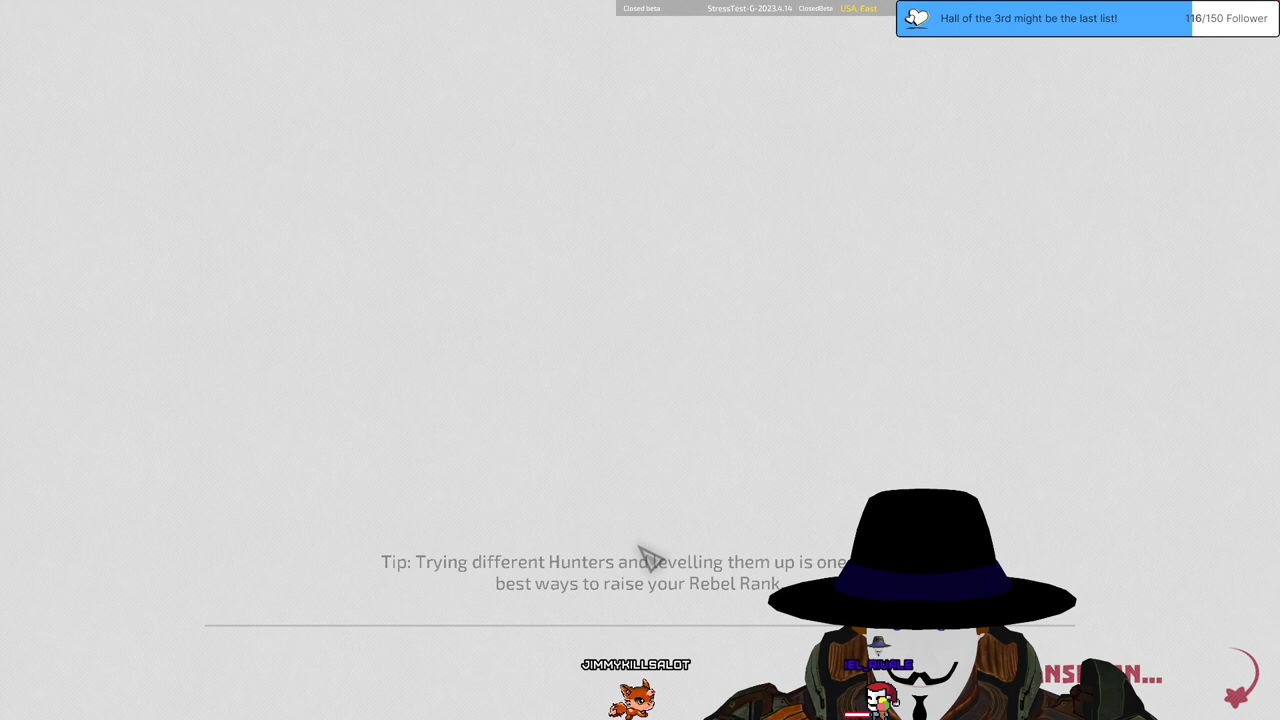 Closed beta StressTest-G-2023.4.14 ClosedBeta USA, East
Hall of the 3rd might be the last list! 116/150 Follower
Tip: Trying different Hunters and levelling them up is one
best ways to raise your Rebel Rank.
JIMMYKILLSALOT